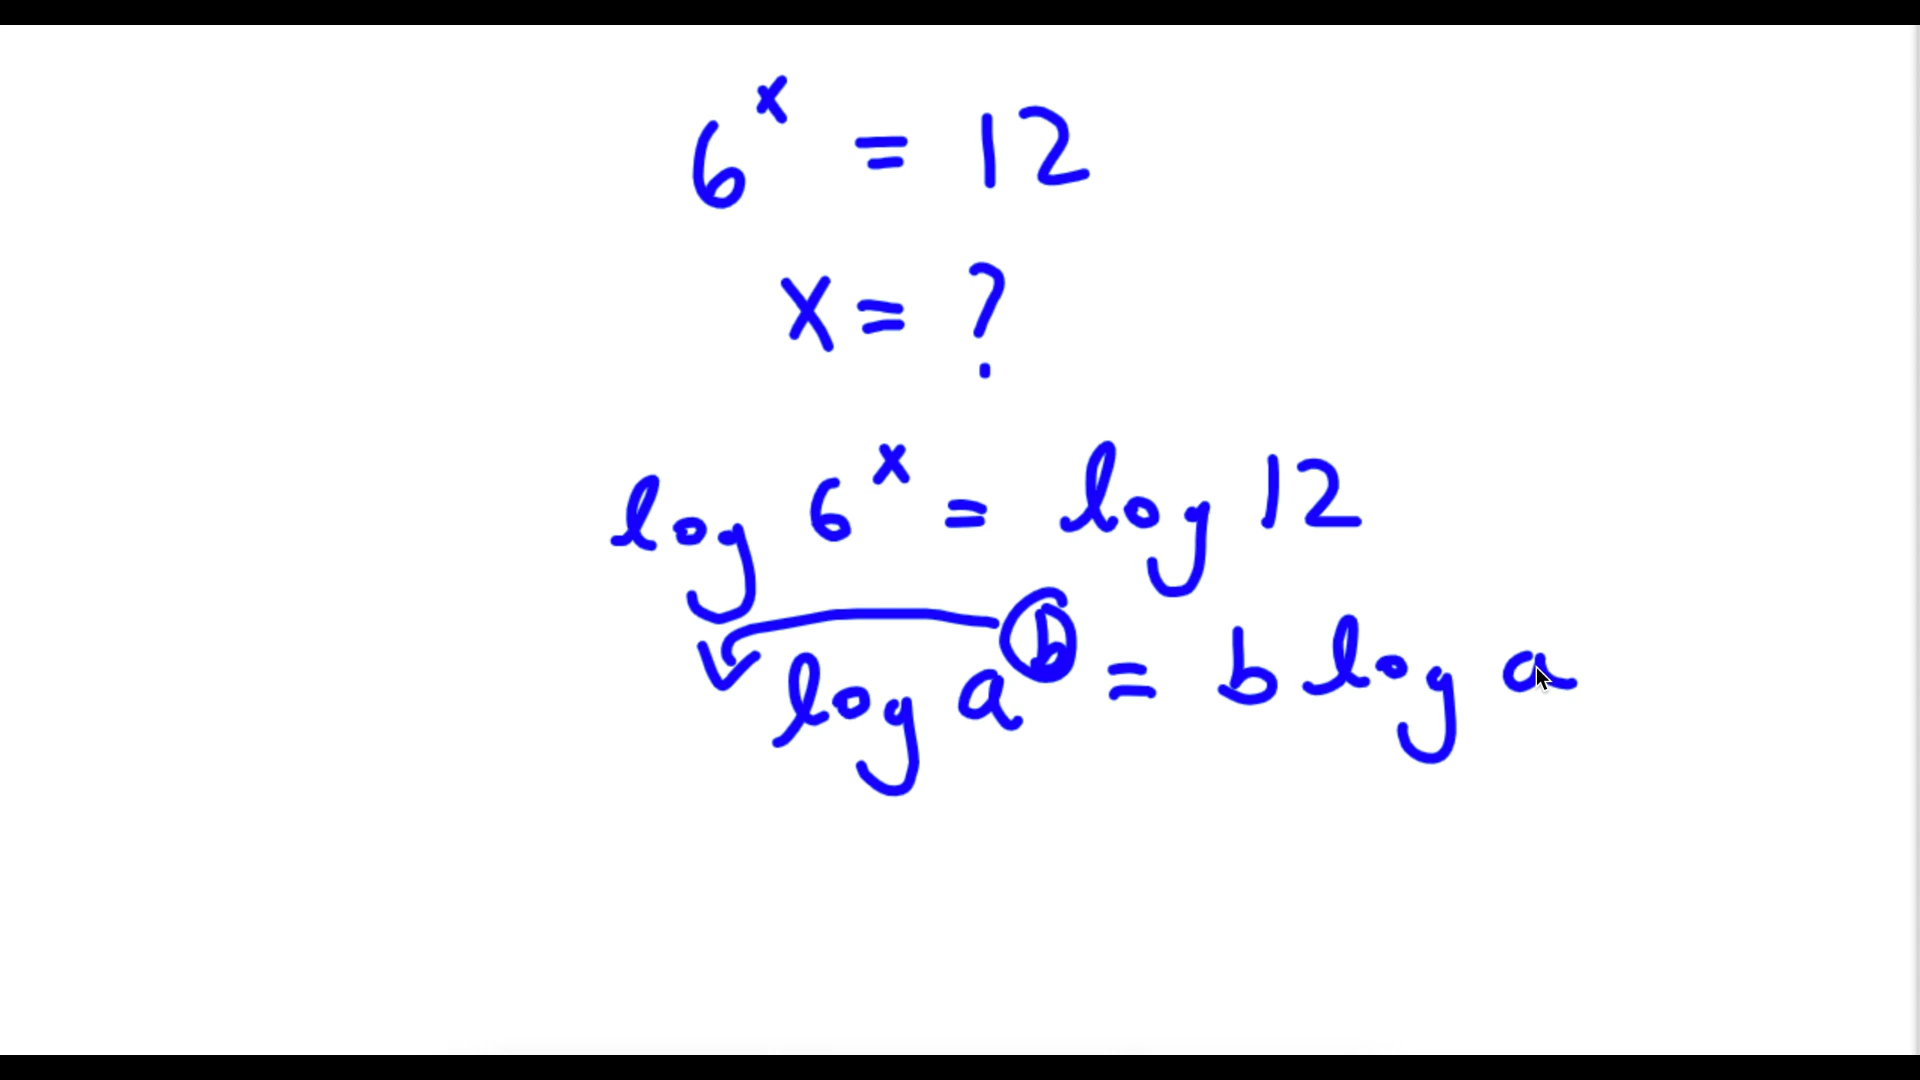 6^x = 12
x = ?
log 6^x = log 12
log a^b = b log a